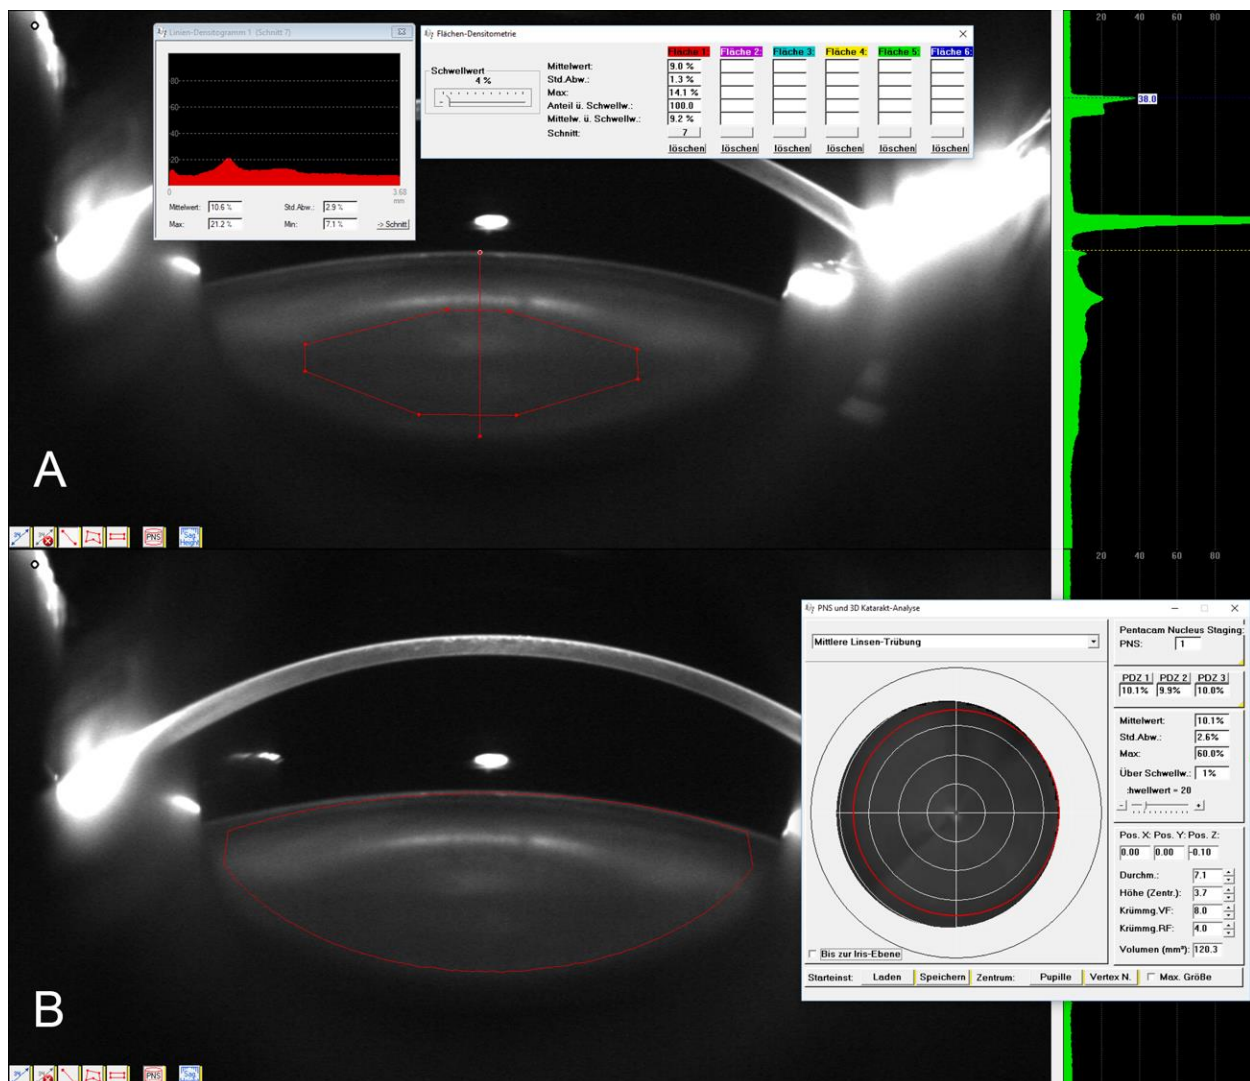 Linien-Densitogramm 1 (Schnitt 7)
80
60
40
20
0
3.68
mm
Mittelwert: 10.6 % Std.Abw.: 2.9 %
Max: 21.2 % Min: 7.1 % -> Schnitt
Flächen-Densitometrie
Schwellwert
4 %
Fläche 1: Fläche 2: Fläche 3: Fläche 4: Fläche 5: Fläche 6:
Mittelwert: 9.0 %
Std.Abw.: 1.3 %
Max: 14.1 %
Anteil ü. Schwellw.: 100.0
Mittelw. ü. Schwellw.: 9.2 %
Schnitt: 7
löschen löschen löschen löschen löschen löschen
20 40 60 80
38.0
A
PNS
Sag. Height
20 40 60 80
PNS und 3D Katarakt-Analyse
Mittlere Linsen-Trübung
Pentacam Nucleus Staging:
PNS: 1
PDZ 1 PDZ 2 PDZ 3
10.1% 9.9% 10.0%
Mittelwert: 10.1%
Std.Abw.: 2.6%
Max: 60.0%
Über Schwellw.: 1%
:hwellwert = 20
Pos. X: Pos. Y: Pos. Z:
0.00 0.00 -0.10
Durchm.: 7.1
Höhe (Zentr.): 3.7
Krümmg.VF: 8.0
Krümmg.RF: 4.0
Volumen (mm³): 120.3
Bis zur Iris-Ebene
Starteinst: Laden Speichern Zentrum: Pupille Vertex N. Max. Größe
B
PNS
Sag.